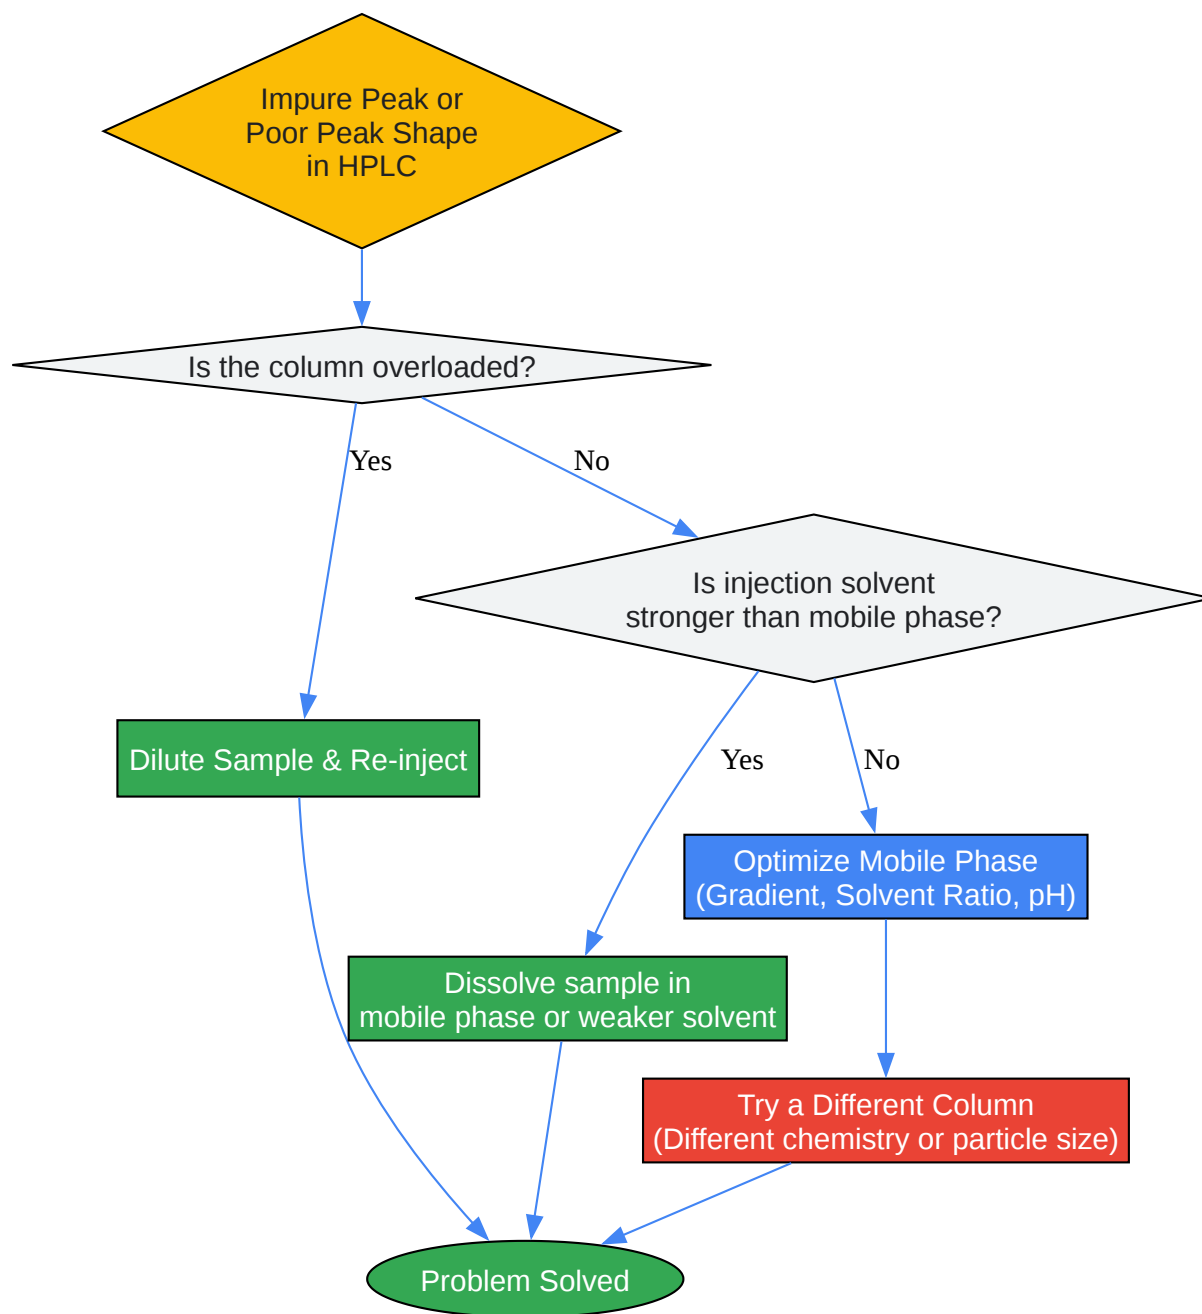 Impure Peak or
Poor Peak Shape
in HPLC
Is the column overloaded?
Yes
No
Is injection solvent
stronger than mobile phase?
Dilute Sample & Re-inject
Yes
No
Optimize Mobile Phase
(Gradient, Solvent Ratio, pH)
Dissolve sample in
mobile phase or weaker solvent
Try a Different Column
(Different chemistry or particle size)
Problem Solved